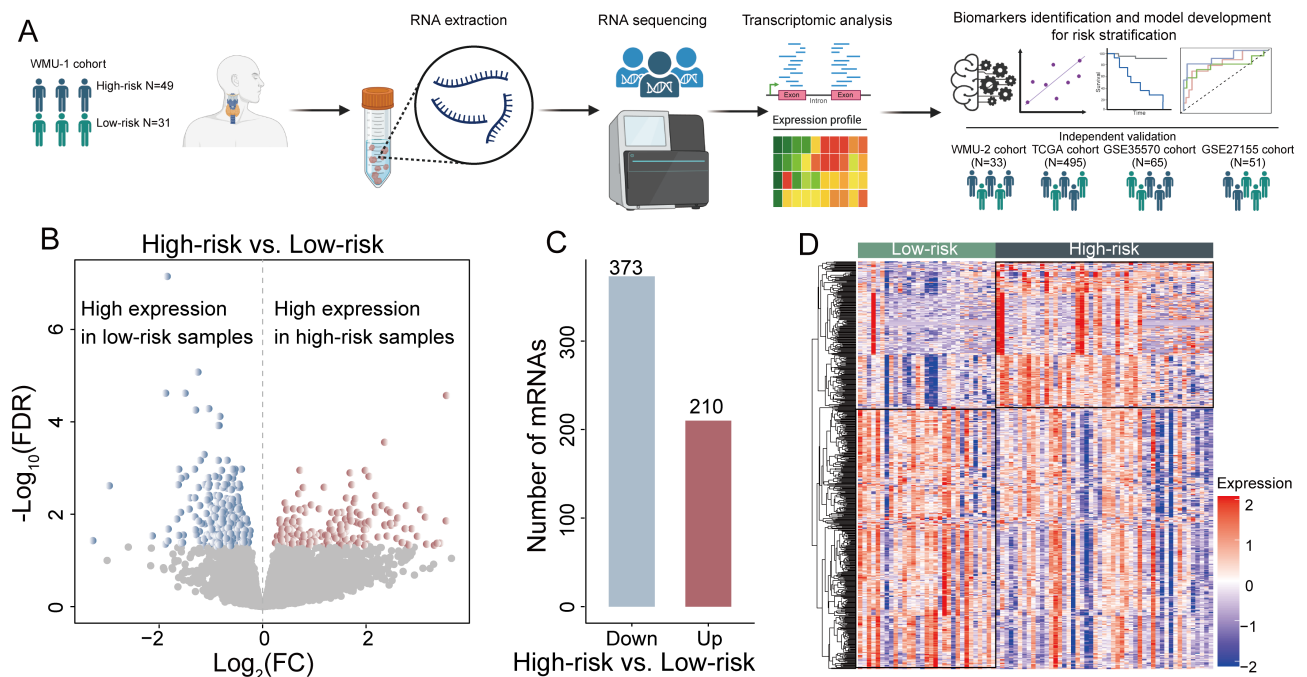 A
WMU-1 cohort
High-risk N=49
Low-risk N=31
RNA extraction
RNA sequencing
Transcriptomic analysis
Exon
Intron
Exon
Expression profile
Biomarkers identification and model development
for risk stratification
Survival
Time
Independent validation
WMU-2 cohort
(N=33)
TCGA cohort
(N=495)
GSE35570 cohort
(N=65)
GSE27155 cohort
(N=51)
B
High-risk vs. Low-risk
High expression
in low-risk samples
High expression
in high-risk samples
-Log10(FDR)
6
4
2
0
−2
0
2
Log2(FC)
C
Number of mRNAs
373
210
300
200
100
0
Down
Up
High-risk vs. Low-risk
D
Low-risk
High-risk
Expression
2
1
0
−1
−2